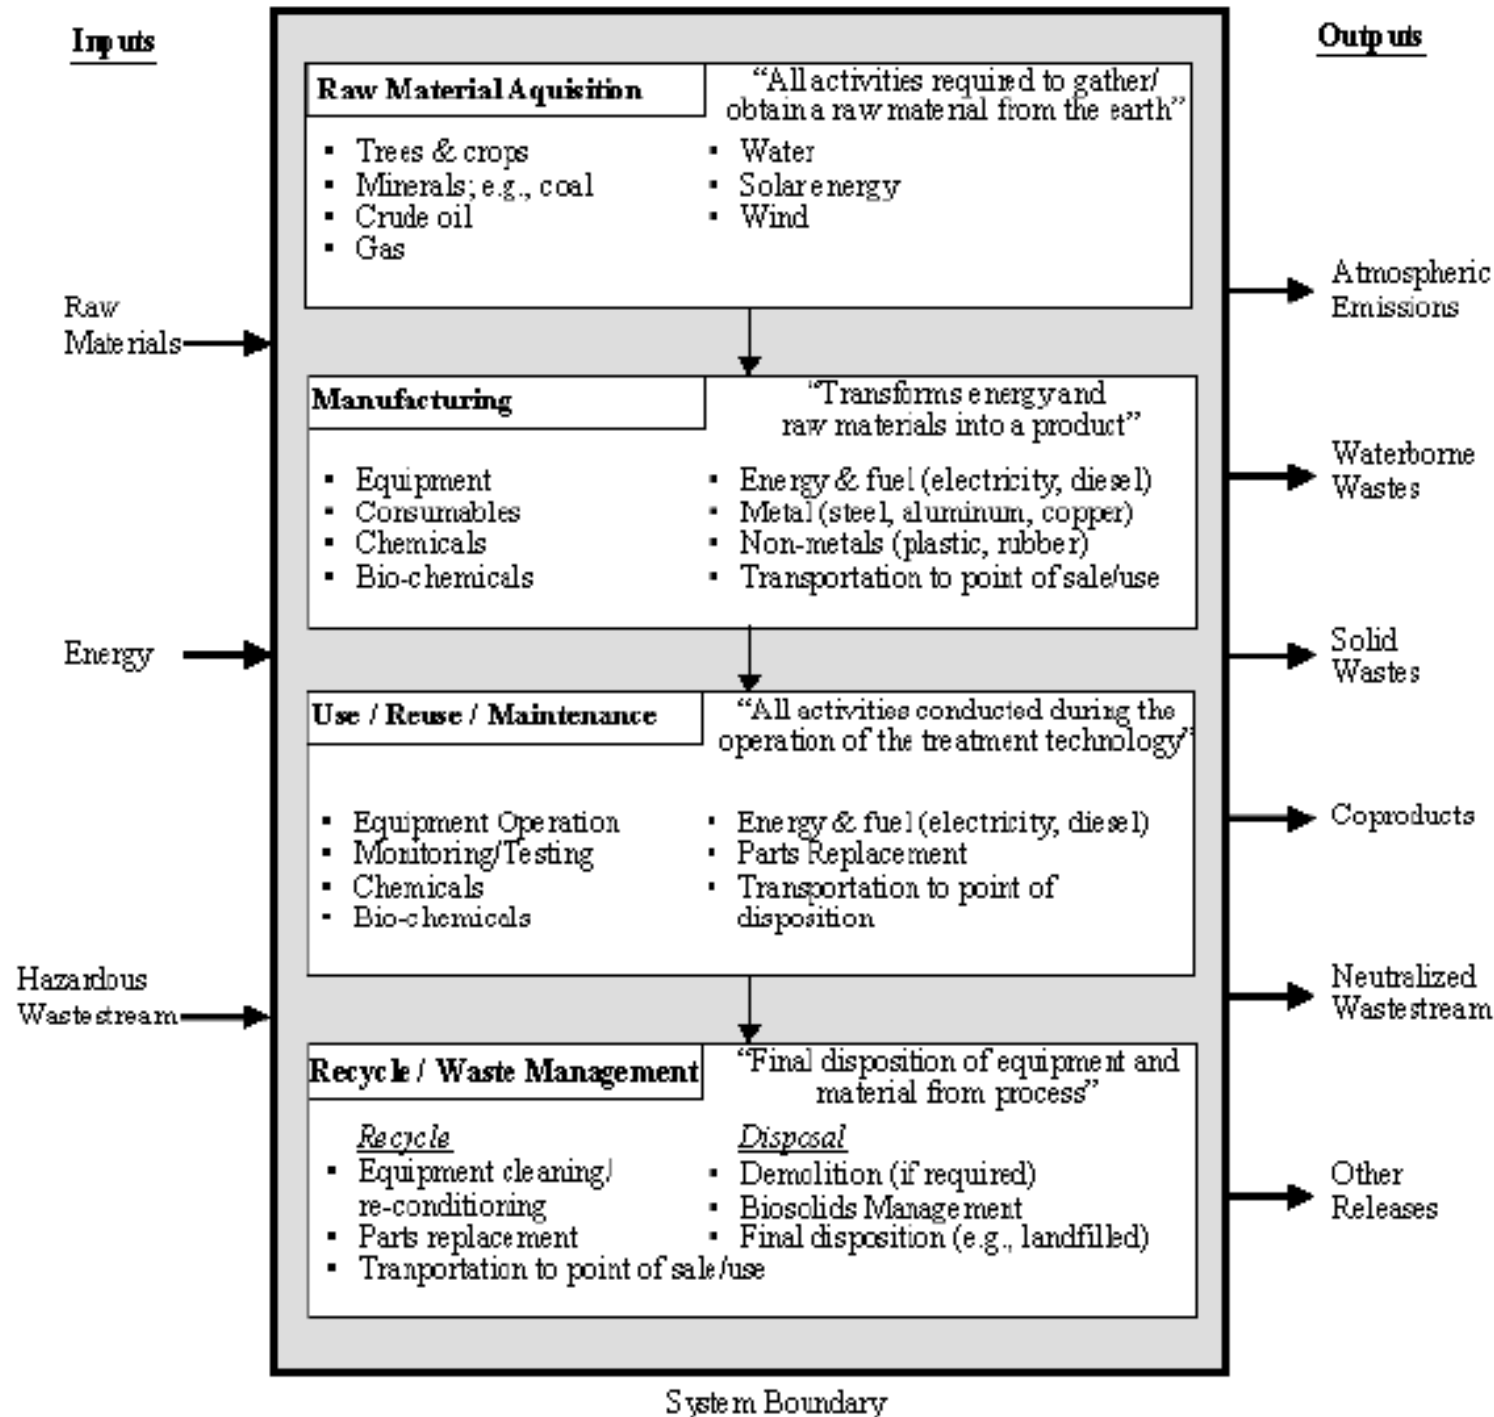 Inputs
Outputs
Raw Material Aquisition
“All activities required to gather/
obtain a raw material from the earth”
▪ Trees & crops
▪ Minerals; e.g., coal
▪ Crude oil
▪ Gas
▪ Water
▪ Solar energy
▪ Wind
Raw
Materials
Atmospheric
Emissions
Manufacturing
“Transforms energy and
raw materials into a product”
▪ Equipment
▪ Consumables
▪ Chemicals
▪ Bio-chemicals
▪ Energy & fuel (electricity, diesel)
▪ Metal (steel, aluminum, copper)
▪ Non-metals (plastic, rubber)
▪ Transportation to point of sale/use
Waterborne
Wastes
Energy
Solid
Wastes
Use / Reuse / Maintenance
“All activities conducted during the
operation of the treatment technology”
▪ Equipment Operation
▪ Monitoring/Testing
▪ Chemicals
▪ Bio-chemicals
▪ Energy & fuel (electricity, diesel)
▪ Parts Replacement
▪ Transportation to point of
disposition
Coproducts
Hazardous
Wastestream
Neutralized
Wastestream
Recycle / Waste Management
“Final disposition of equipment and
material from process”
Recycle
▪ Equipment cleaning/
re-conditioning
▪ Parts replacement
▪ Tranportation to point of sale/use
Disposal
▪ Demolition (if required)
▪ Biosolids Management
▪ Final disposition (e.g., landfilled)
Other
Releases
System Boundary